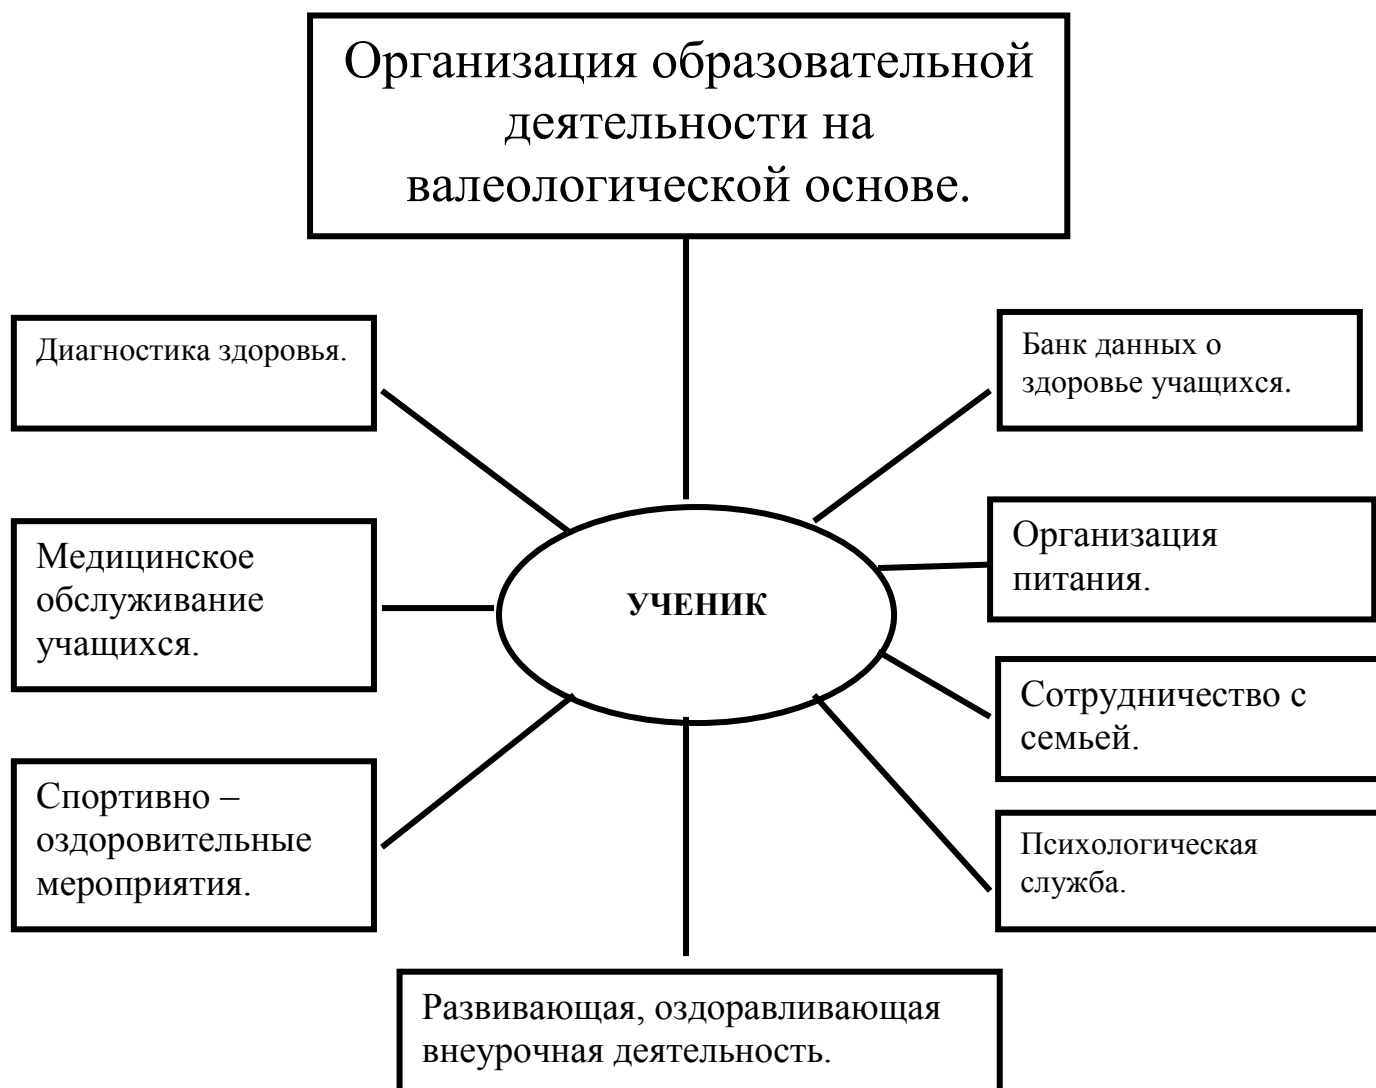 Организация образовательной
деятельности на
валеологической основе.
Диагностика здоровья.
Банк данных о
здоровье учащихся.
Медицинское
обслуживание
учащихся.
УЧЕНИК
Организация
питания.
Сотрудничество с
семьей.
Спортивно –
оздоровительные
мероприятия.
Психологическая
служба.
Развивающая, оздоравливающая
внеурочная деятельность.